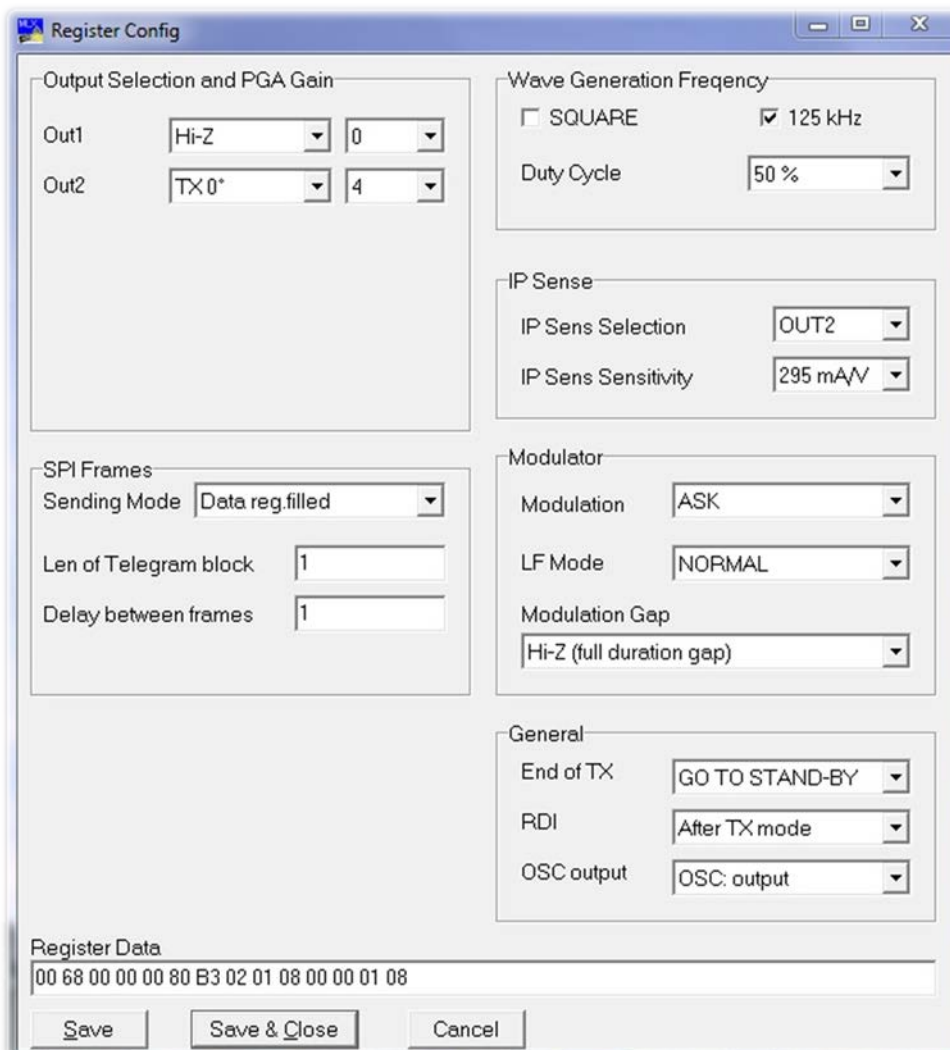 MLX Register Config
Output Selection and PGA Gain
Out1 Hi-Z 0
Out2 TX 0° 4
Wave Generation Freqency
SQUARE 125 kHz
Duty Cycle 50 %
IP Sense
IP Sens Selection OUT2
IP Sens Sensitivity 295 mA/V
SPI Frames
Sending Mode Data reg.filled
Len of Telegram block 1
Delay between frames 1
Modulator
Modulation ASK
LF Mode NORMAL
Modulation Gap
Hi-Z (full duration gap)
General
End of TX GO TO STAND-BY
RDI After TX mode
OSC output OSC: output
Register Data
00 68 00 00 00 80 B3 02 01 08 00 00 01 08
Save Save & Close Cancel